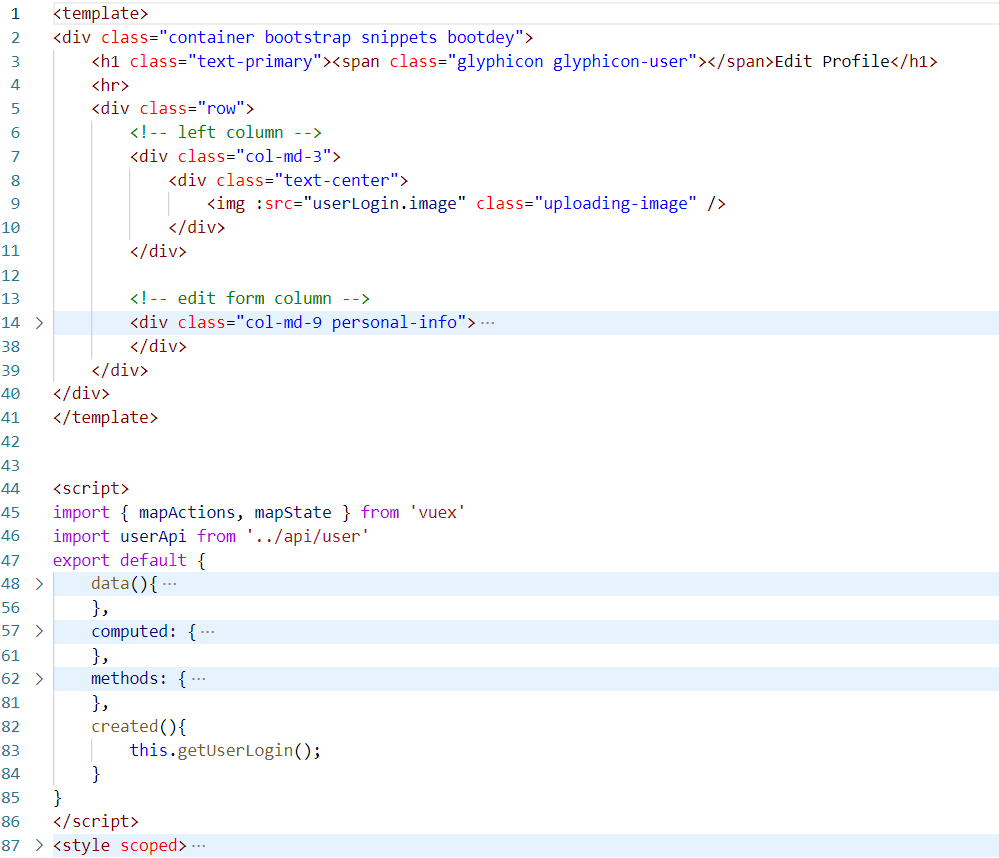 1 <template>
2 <div class="container bootstrap snippets bootdey">
3 <h1 class="text-primary"><span class="glyphicon glyphicon-user"></span>Edit Profile</h1>
4 <hr>
5 <div class="row">
6 <!-- left column -->
7 <div class="col-md-3">
8 <div class="text-center">
9 <img :src="userLogin.image" class="uploading-image" />
10 </div>
11 </div>
12
13 <!-- edit form column -->
14 > <div class="col-md-9 personal-info">···
38 </div>
39 </div>
40 </div>
41 </template>
42
43
44 <script>
45 import { mapActions, mapState } from 'vuex'
46 import userApi from '../api/user'
47 export default {
48 > data(){···
56 },
57 > computed: {···
61 },
62 > methods: {···
81 },
82 created(){
83 this.getUserLogin();
84 }
85 }
86 </script>
87 > <style scoped>···